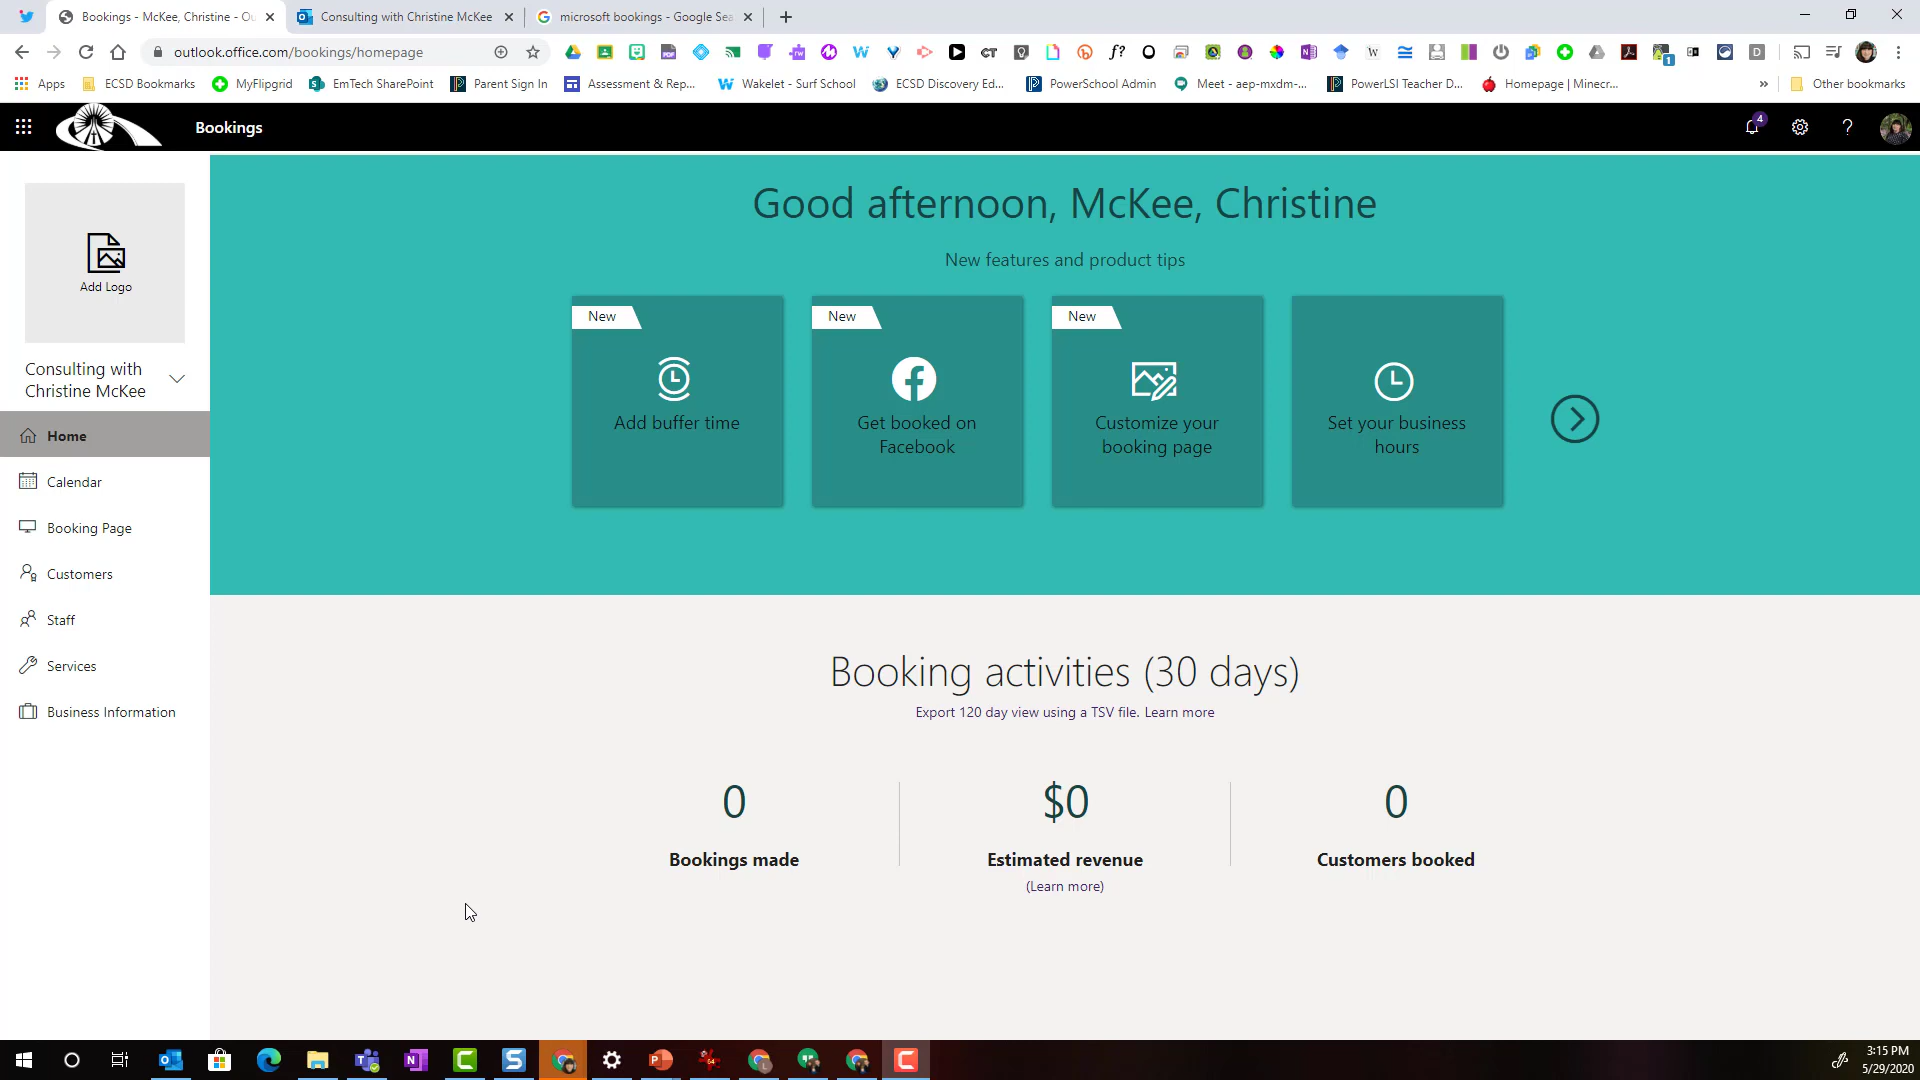 Bookings - McKee, Christine - Ou
Consulting with Christine McKee
microsoft bookings - Google Sea
outlook.office.com/bookings/homepage
Apps
ECSD Bookmarks
MyFlipgrid
EmTech SharePoint
Parent Sign In
Assessment & Rep...
Wakelet - Surf School
ECSD Discovery Ed...
PowerSchool Admin
Meet - aep-mxdm-...
PowerLSI Teacher D...
Homepage | Minecr...
»
Other bookmarks
Bookings
4
?
Good afternoon, McKee, Christine
New features and product tips
Add Logo
New
New
New
Add buffer time
Get booked on
Facebook
Customize your
booking page
Set your business
hours
Consulting with
Christine McKee
Home
Calendar
Booking Page
Customers
Staff
Services
Business Information
Booking activities (30 days)
Export 120 day view using a TSV file. Learn more
0
$0
0
Bookings made
Estimated revenue
Customers booked
(Learn more)
3:15 PM
5/29/2020